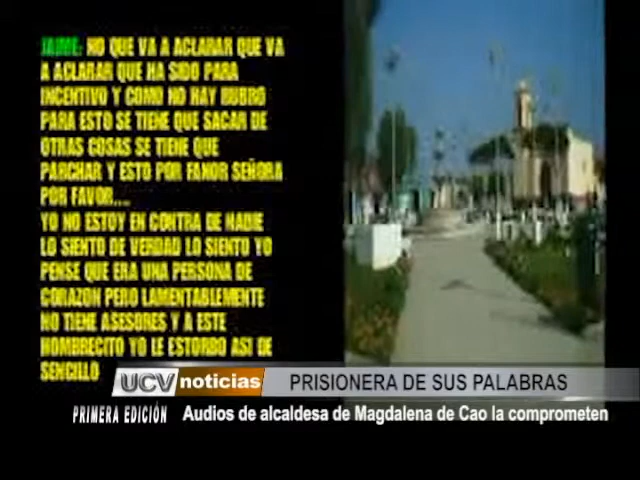 JAIME: NO QUE VA A ACLARAR QUE VA
A ACLARAR QUE HA SIDO PARA
INCENTIVO Y COMO NO HAY RUBRO
PARA ESTO SE TIENE QUE SACAR DE
OTRAS COSAS SE TIENE QUE
PARCHAR Y ESTO POR FANOR SEÑORA
POR FAVOR....
YO NO ESTOY EN CONTRA DE NADIE
LO SIENTO DE VERDAD LO SIENTO YO
PENSE QUE ERA UNA PERSONA DE
CORAZON PERO LAMENTABLEMENTE
NO TIENE ASESORES Y A ESTE
HOMBRECITO YO LE ESTORBO ASI DE
SENCILLO
UCV noticias PRISIONERA DE SUS PALABRAS
PRIMERA EDICIÓN Audios de alcaldesa de Magdalena de Cao la comprometen